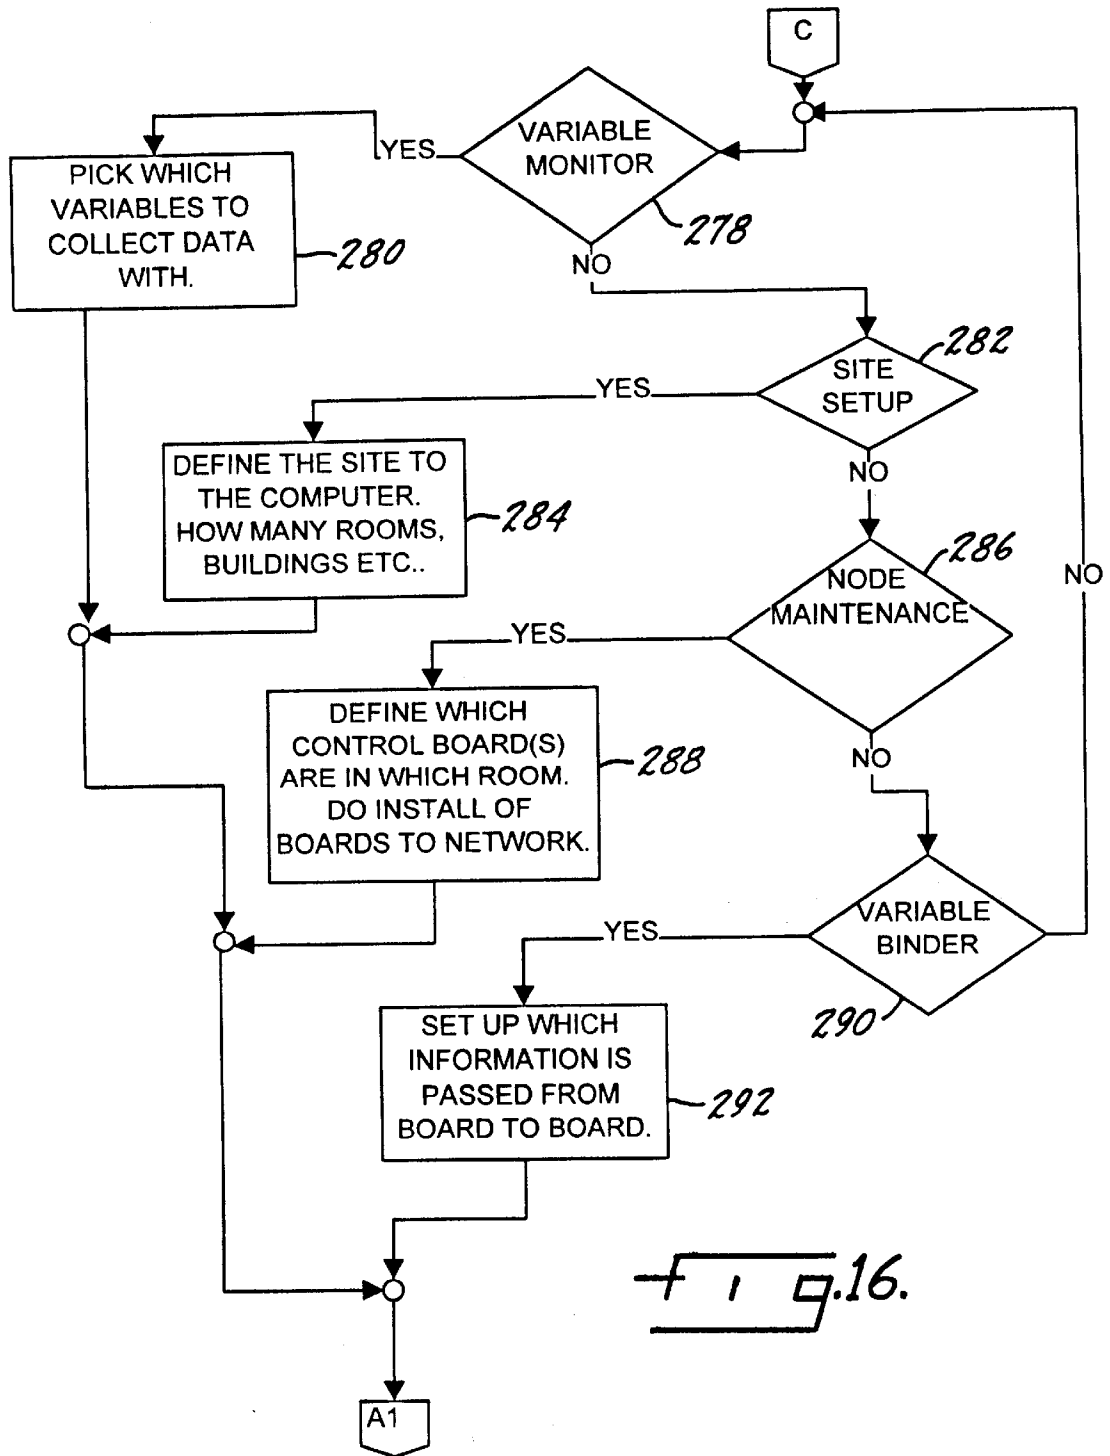 C
VARIABLE
MONITOR
278
YES
NO
PICK WHICH
VARIABLES TO
COLLECT DATA
WITH.
280
SITE
SETUP
282
YES
NO
DEFINE THE SITE TO
THE COMPUTER.
HOW MANY ROOMS,
BUILDINGS ETC..
284
NODE
MAINTENANCE
286
YES
NO
NO
DEFINE WHICH
CONTROL BOARD(S)
ARE IN WHICH ROOM.
DO INSTALL OF
BOARDS TO NETWORK.
288
VARIABLE
BINDER
290
YES
SET UP WHICH
INFORMATION IS
PASSED FROM
BOARD TO BOARD.
292
A1
fig.16.